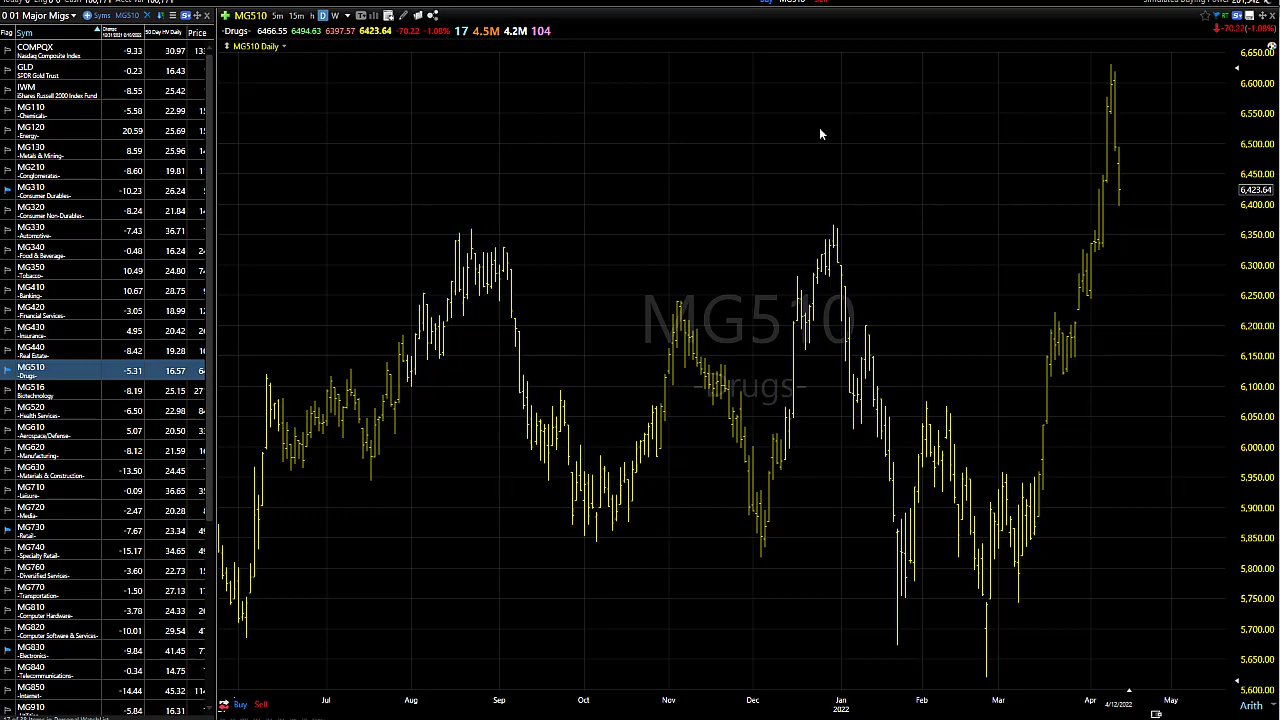 0 01 Major Migs Syms MG510
MG510 5m 15m h D W
-Drugs- 6466.55 6494.63 6397.57 6423.64 -70.22 -1.08% 17 4.5M 4.2M 104
-70.22(-1.08%)
MG510 Daily
Flag Sym Change 50 Day HV Daily Price
COMPQX -9.33 30.97
Nasdaq Composite Index
GLD -0.23 16.43
SPDR Gold Trust
IWM -8.55 25.42
iShares Russell 2000 Index Fund
MG110 -5.58 22.99
-Chemicals-
MG120 20.59 25.69
-Energy-
MG130 8.59 25.96
-Metals & Mining-
MG210 -8.60 19.81
-Conglomerates-
MG310 -10.23 26.24
-Consumer Durables-
MG320 -8.24 21.84
-Consumer Non-Durables-
MG330 -7.43 36.71
-Automotive-
MG340 -0.48 16.24
-Food & Beverage-
MG350 10.49 24.80
-Tobacco-
MG410 10.67 28.75
-Banking-
MG420 -3.05 18.99
-Financial Services-
MG430 4.95 20.42
-Insurance-
MG440 -8.42 19.28
-Real Estate-
MG510 -5.31 16.57
-Drugs-
MG516 -8.19 25.15
Biotechnology
MG520 -6.50 22.98
-Health Services-
MG610 5.07 20.50
-Aerospace/Defense-
MG620 -8.12 21.59
-Manufacturing-
MG630 -13.50 24.45
-Materials & Construction-
MG710 -0.09 36.65
-Leisure-
MG720 -2.47 20.28
-Media-
MG730 -7.67 23.34
-Retail-
MG740 -15.17 34.65
-Specialty Retail-
MG760 -3.60 22.73
-Diversified Services-
MG770 -1.50 27.13
-Transportation-
MG810 -3.78 24.33
-Computer Hardware-
MG820 -10.01 29.54
-Computer Software & Services-
MG830 -9.84 41.45
-Electronics-
MG840 -0.34 14.75
-Telecommunications-
MG850 -14.44 45.32
-Internet-
MG910 -5.84 16.31
MG510
-Drugs-
6,650.00
6,600.00
6,550.00
6,500.00
6,450.00
6,423.64
6,400.00
6,350.00
6,300.00
6,250.00
6,200.00
6,150.00
6,100.00
6,050.00
6,000.00
5,950.00
5,900.00
5,850.00
5,800.00
5,750.00
5,700.00
5,650.00
5,600.00
Jul Aug Sep Oct Nov Dec Jan Feb Mar Apr May
2022
4/12/2022
Buy Sell
Arith